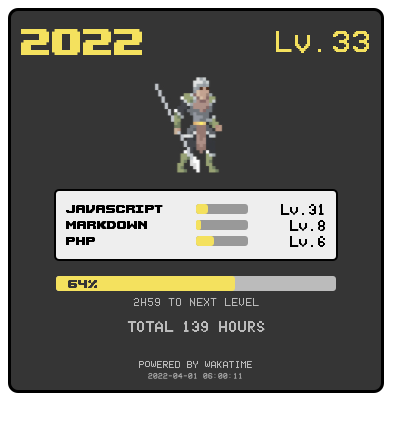 2022 Lv.33
JAVASCRIPT Lv.31
MARKDOWN Lv.8
PHP Lv.6
64%
2H59 TO NEXT LEVEL
TOTAL 139 HOURS
POWERED BY WAKATIME
2022-04-01 06:00:11